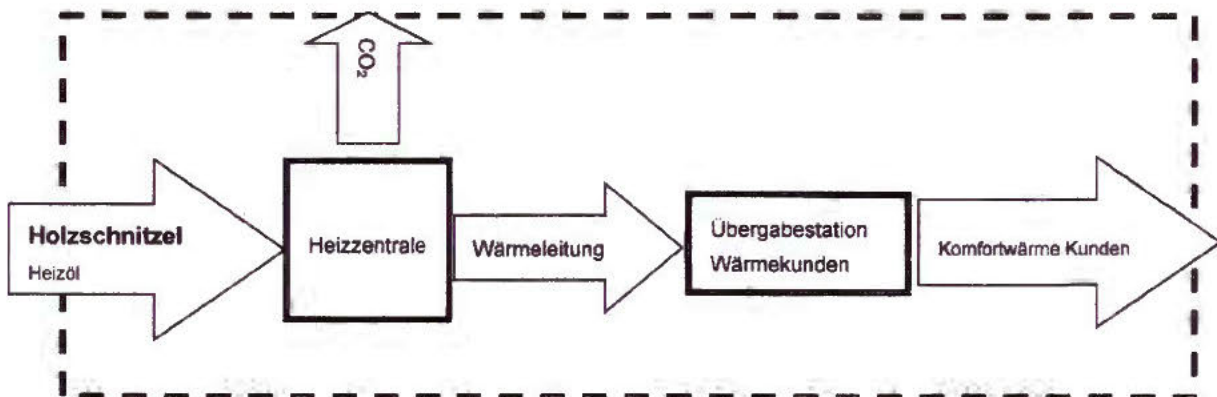 CO₂
Holzschnitzel
Heizöl
Heizzentrale
Wärmeleitung
Übergabestation
Wärmekunden
Komfortwärme Kunden